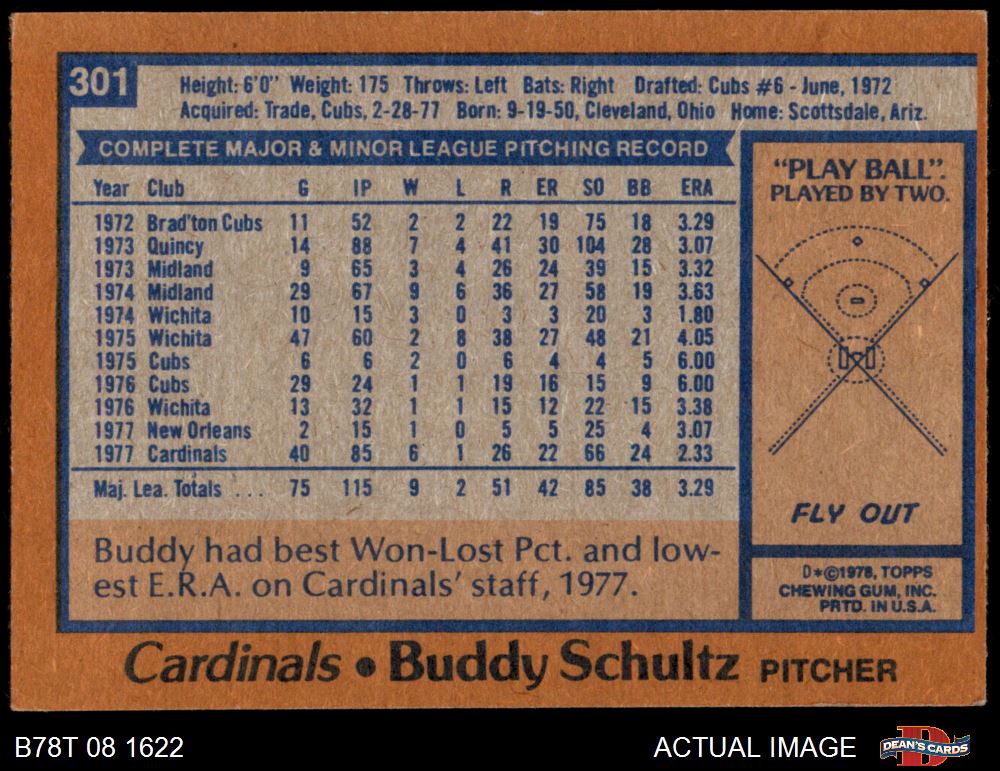 301
Height: 6'0" Weight: 175 Throws: Left Bats: Right Drafted: Cubs #6 - June, 1972
Acquired: Trade, Cubs, 2-28-77 Born: 9-19-50, Cleveland, Ohio Home: Scottsdale, Ariz.
COMPLETE MAJOR & MINOR LEAGUE PITCHING RECORD
Year Club G IP W L R ER SO BB ERA
1972 Brad'ton Cubs 11 52 2 2 22 19 75 18 3.29
1973 Quincy 14 88 7 4 41 30 104 28 3.07
1973 Midland 9 65 3 4 26 24 39 15 3.32
1974 Midland 29 67 9 6 36 27 58 19 3.63
1974 Wichita 10 15 3 0 3 3 20 3 1.80
1975 Wichita 47 60 2 8 38 27 48 21 4.05
1975 Cubs 6 6 2 0 6 4 4 5 6.00
1976 Cubs 29 24 1 1 19 16 15 9 6.00
1976 Wichita 13 32 1 1 15 12 22 15 3.38
1977 New Orleans 2 15 1 0 5 5 25 4 3.07
1977 Cardinals 40 85 6 1 26 22 66 24 2.33
Maj. Lea. Totals ... 75 115 9 2 51 42 85 38 3.29
Buddy had best Won-Lost Pct. and low-
est E.R.A. on Cardinals' staff, 1977.
"PLAY BALL".
PLAYED BY TWO.
FLY OUT
D*©1978, TOPPS
CHEWING GUM, INC.
PRTD. IN U.S.A.
Cardinals • Buddy Schultz PITCHER
B78T 08 1622
ACTUAL IMAGE
DEAN'S CARDS